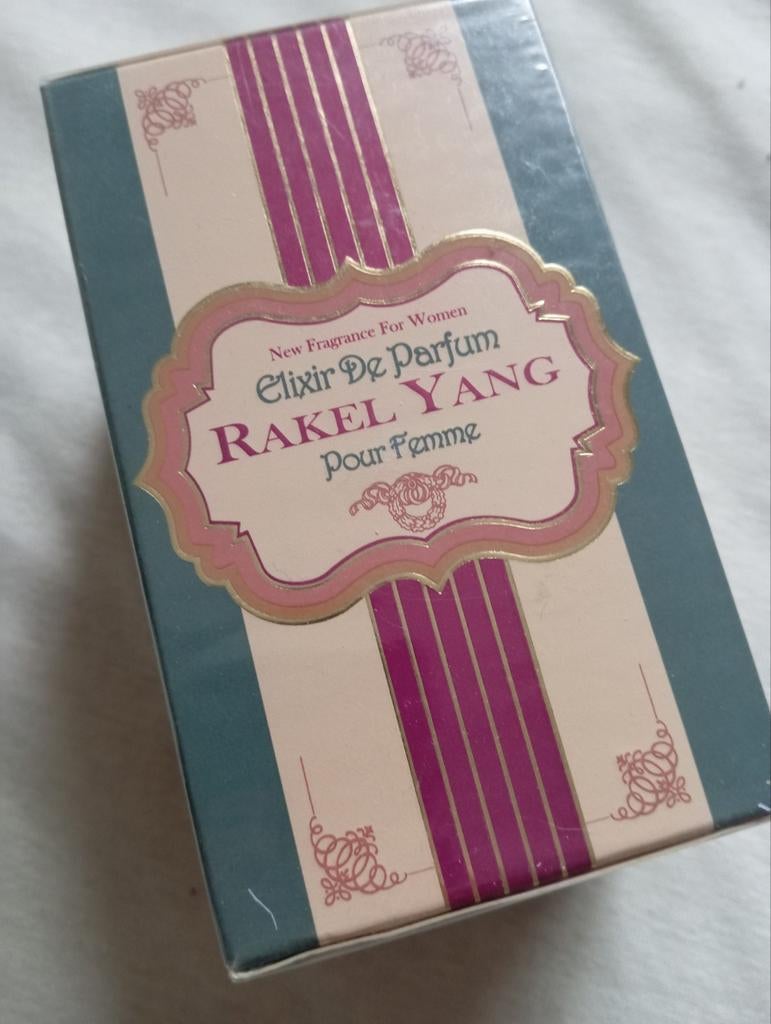 New Fragrance For Women
Elixir De Parfum
RAKEL YANG
Pour Femme